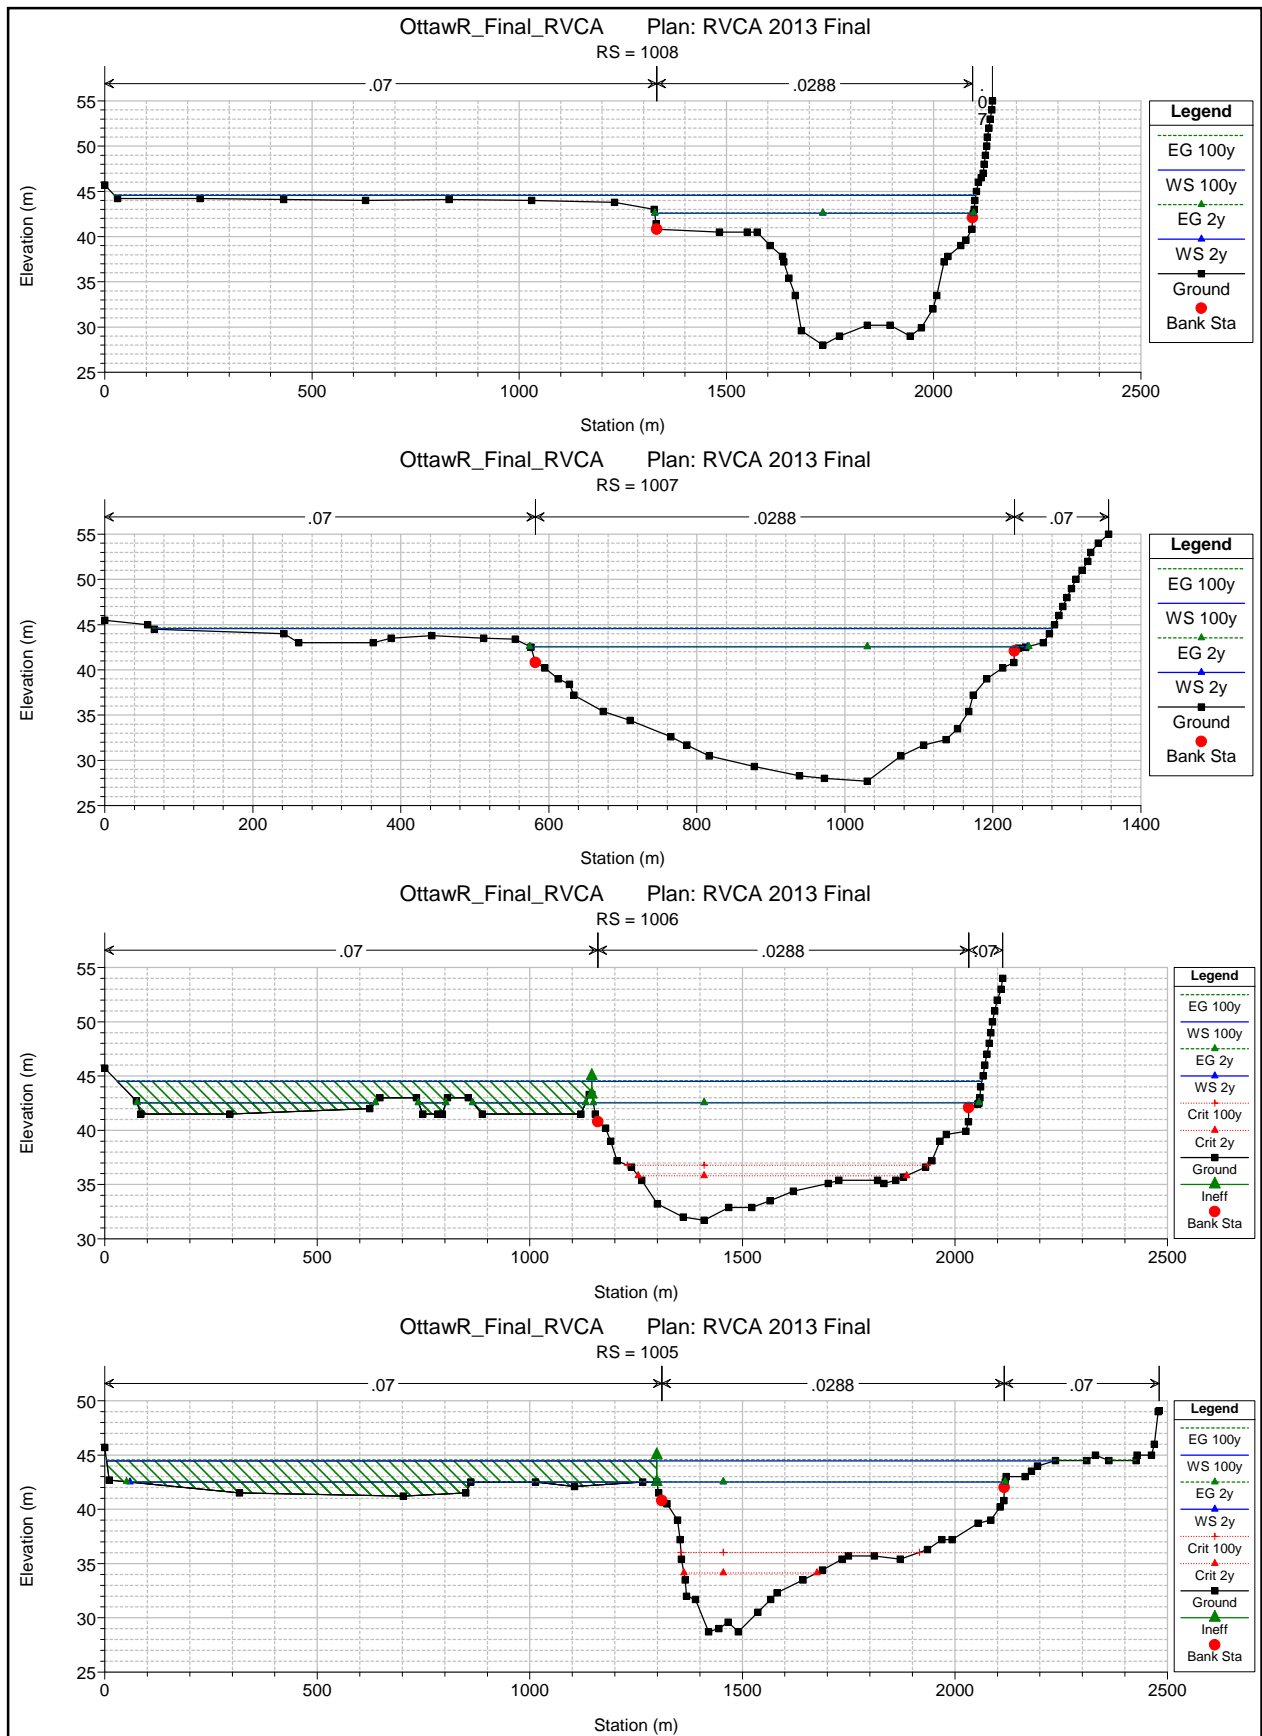 OttawR_Final_RVCA Plan: RVCA 2013 Final
RS = 1008
.07 .0288 .07
Elevation (m)
55
50
45
40
35
30
25
0 500 1000 1500 2000 2500
Station (m)
Legend
EG 100y
WS 100y
EG 2y
WS 2y
Ground
Bank Sta
OttawR_Final_RVCA Plan: RVCA 2013 Final
RS = 1007
.07 .0288 .07
Elevation (m)
55
50
45
40
35
30
25
0 200 400 600 800 1000 1200 1400
Station (m)
Legend
EG 100y
WS 100y
EG 2y
WS 2y
Ground
Bank Sta
OttawR_Final_RVCA Plan: RVCA 2013 Final
RS = 1006
.07 .0288 .07
Elevation (m)
55
50
45
40
35
30
0 500 1000 1500 2000 2500
Station (m)
Legend
EG 100y
WS 100y
EG 2y
WS 2y
Crit 100y
Crit 2y
Ground
Ineff
Bank Sta
OttawR_Final_RVCA Plan: RVCA 2013 Final
RS = 1005
.07 .0288 .07
Elevation (m)
50
45
40
35
30
25
0 500 1000 1500 2000 2500
Station (m)
Legend
EG 100y
WS 100y
EG 2y
WS 2y
Crit 100y
Crit 2y
Ground
Ineff
Bank Sta